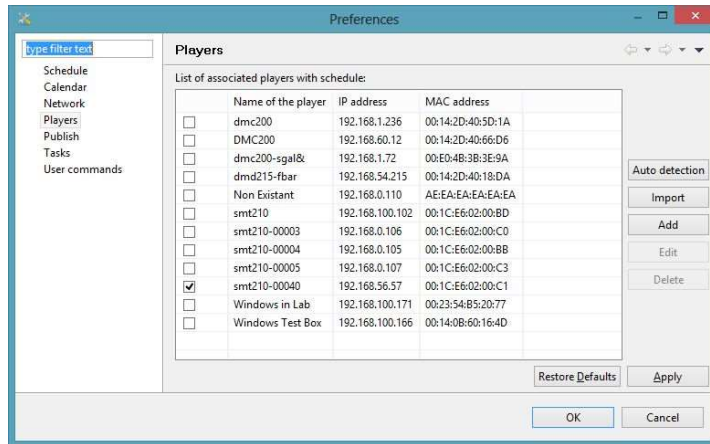 Preferences
type filter text
Schedule
Calendar
Network
Players
Publish
Tasks
User commands
Players
List of associated players with schedule:
Name of the player IP address MAC address
dmc200 192.168.1.236 00:14:2D:40:5D:1A
DMC200 192.168.60.12 00:14:2D:40:66:D6
dmc200-sgal& 192.168.1.72 00:E0:4B:3B:3E:9A
dmd215-fbar 192.168.54.215 00:14:2D:40:18:DA
Non Existant 192.168.0.110 AE:EA:EA:EA:EA:EA
smt210 192.168.100.102 00:1C:E6:02:00:BD
smt210-00003 192.168.0.106 00:1C:E6:02:00:C0
smt210-00004 192.168.0.105 00:1C:E6:02:00:BB
smt210-00005 192.168.0.107 00:1C:E6:02:00:C3
smt210-00040 192.168.56.57 00:1C:E6:02:00:C1
Windows in Lab 192.168.100.171 00:23:54:B5:20:77
Windows Test Box 192.168.100.166 00:14:0B:60:16:4D
Auto detection
Import
Add
Edit
Delete
Restore Defaults Apply
OK Cancel